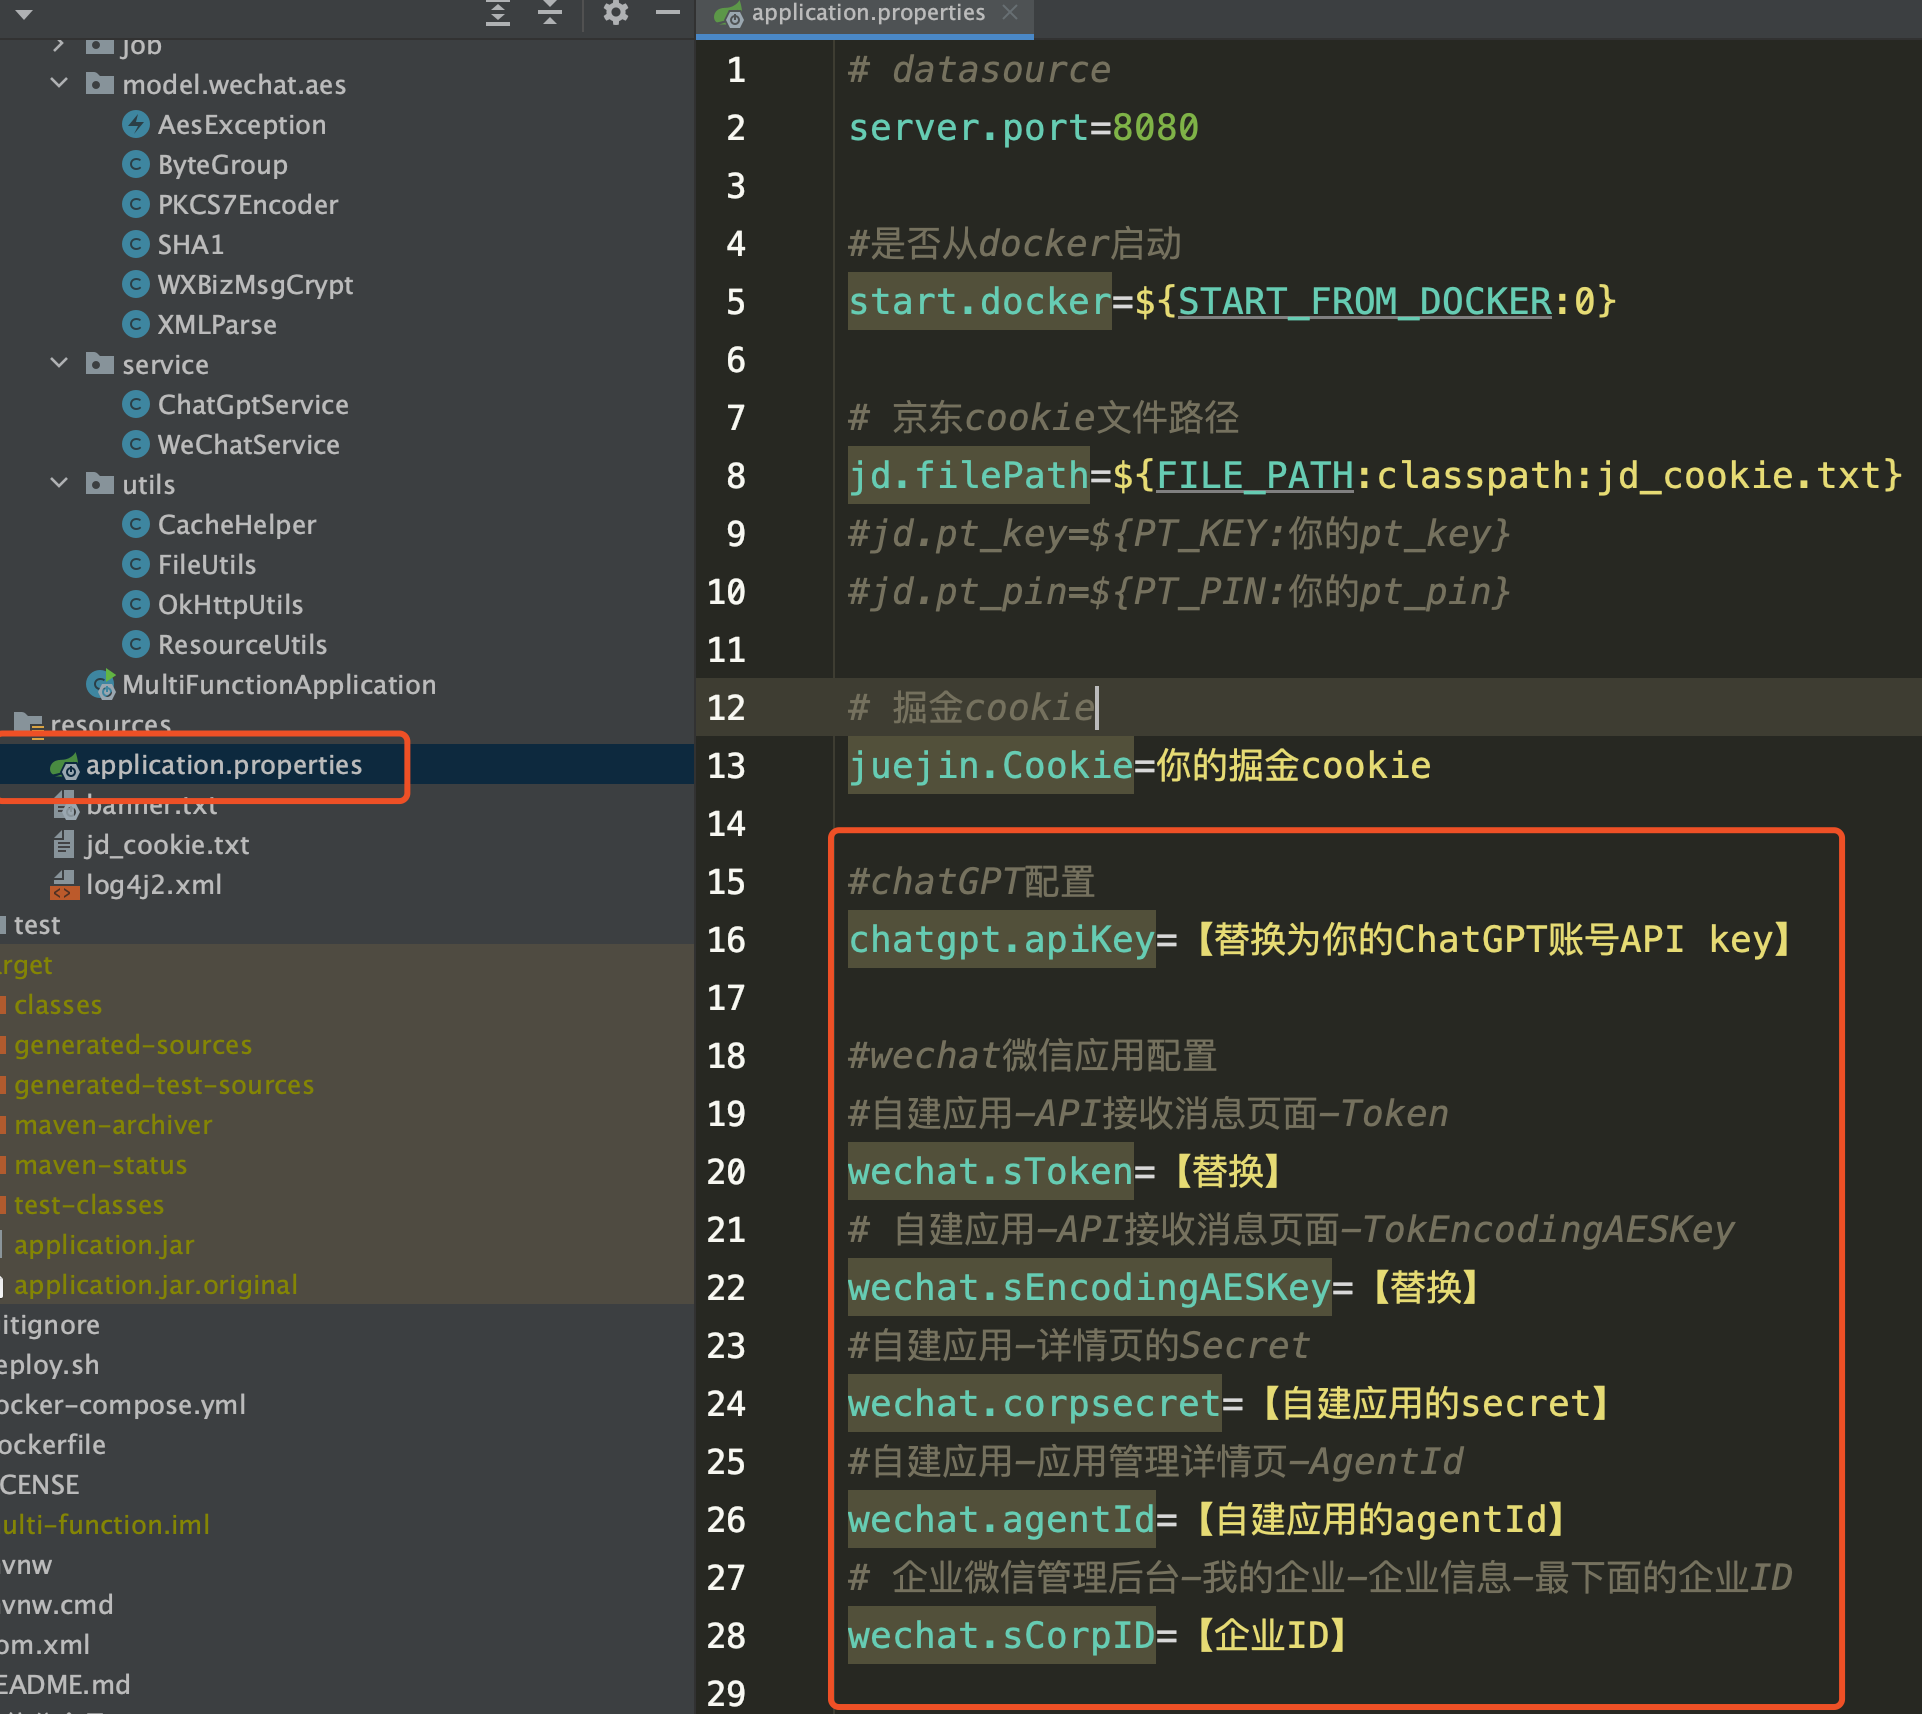 job
model.wechat.aes
AesException
ByteGroup
PKCS7Encoder
SHA1
WXBizMsgCrypt
XMLParse
service
ChatGptService
WeChatService
utils
CacheHelper
FileUtils
OkHttpUtils
ResourceUtils
MultiFunctionApplication
resources
application.properties
banner.txt
jd_cookie.txt
log4j2.xml
test
rget
classes
generated-sources
generated-test-sources
maven-archiver
maven-status
test-classes
application.jar
application.jar.original
itignore
eploy.sh
ocker-compose.yml
ockerfile
CENSE
ulti-function.iml
vnw
vnw.cmd
om.xml
EADME.md
application.properties
1 # datasource
2 server.port=8080
3
4 #是否从docker启动
5 start.docker=${START_FROM_DOCKER:0}
6
7 # 京东cookie文件路径
8 jd.filePath=${FILE_PATH:classpath:jd_cookie.txt}
9 #jd.pt_key=${PT_KEY:你的pt_key}
10 #jd.pt_pin=${PT_PIN:你的pt_pin}
11
12 # 掘金cookie
13 juejin.Cookie=你的掘金cookie
14
15 #chatGPT配置
16 chatgpt.apiKey=【替换为你的ChatGPT账号API key】
17
18 #wechat微信应用配置
19 #自建应用-API接收消息页面-Token
20 wechat.sToken=【替换】
21 # 自建应用-API接收消息页面-TokEncodingAESKey
22 wechat.sEncodingAESKey=【替换】
23 #自建应用-详情页的Secret
24 wechat.corpsecret=【自建应用的secret】
25 #自建应用-应用管理详情页-AgentId
26 wechat.agentId=【自建应用的agentId】
27 # 企业微信管理后台-我的企业-企业信息-最下面的企业ID
28 wechat.sCorpID=【企业ID】
29